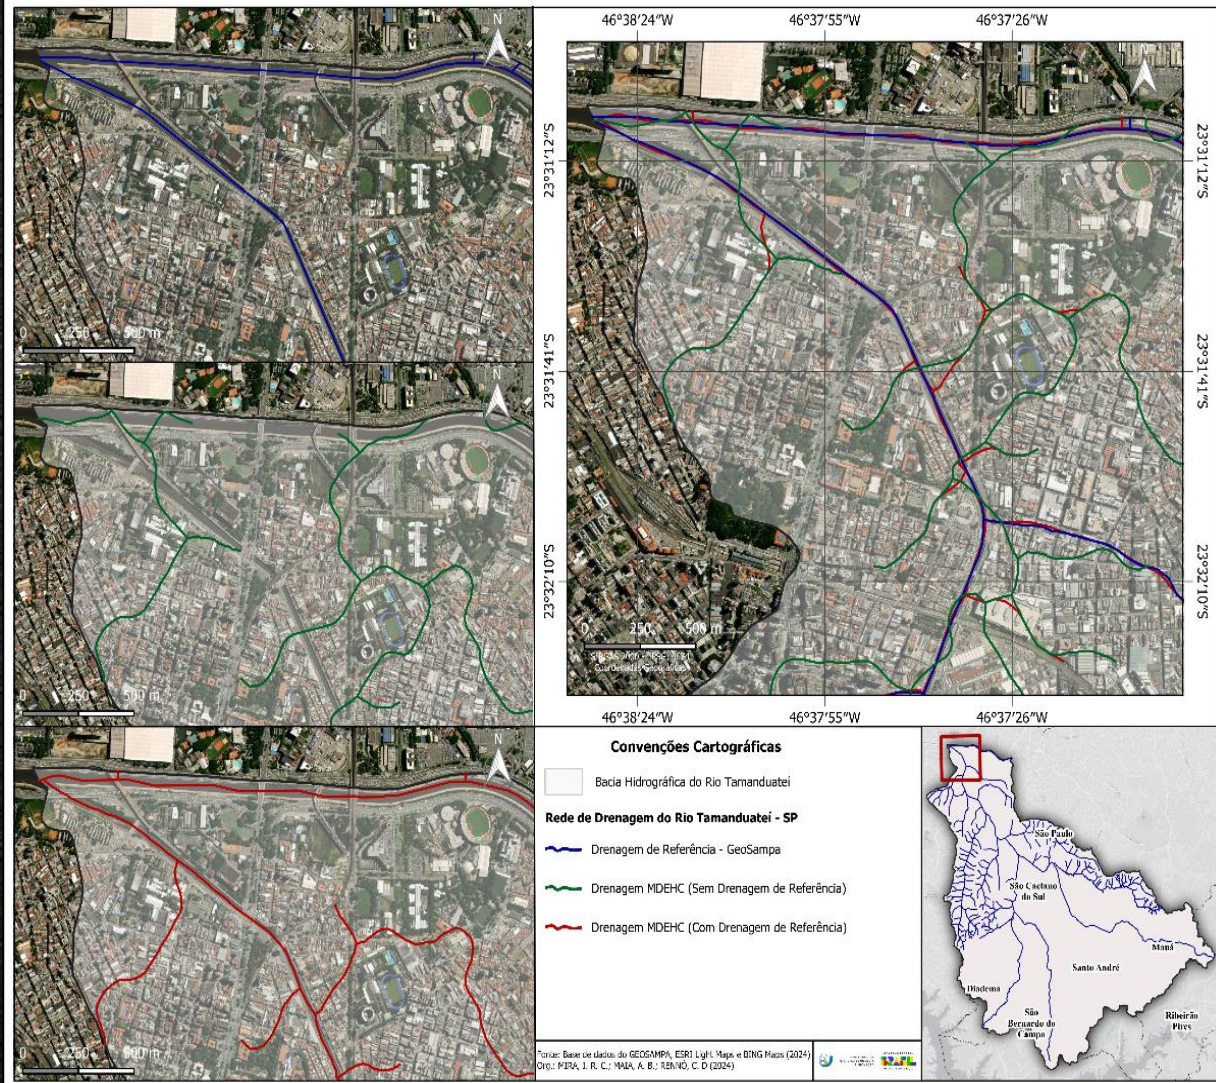 N
0 250 500 m
0 250 500 m
N
0 250 500 m
46°38'24"W 46°37'55"W 46°37'26"W
23°31'12"S 23°31'12"S
23°31'41"S 23°31'41"S
23°32'10"S 23°32'10"S
0 250 500 m
Coordenadas Geográficas
46°38'24"W 46°37'55"W 46°37'26"W
Convenções Cartográficas
Bacia Hidrográfica do Rio Tamanduateí
Rede de Drenagem do Rio Tamanduateí - SP
Drenagem de Referência - GeoSampa
Drenagem MDEHC (Sem Drenagem de Referência)
Drenagem MDEHC (Com Drenagem de Referência)
Fonte: Base de dados do GEOSAMPA, ESRI Light Maps e BING Maps (2024)
Org.: MIRA, I. R. C.; MAIA, A. B.; RENNÓ, C. D (2024)
BRASIL
São Paulo
São Caetano
do Sul
Mauá
Santo André
Diadema
São
Bernardo do
Campo
Ribeirão
Pires